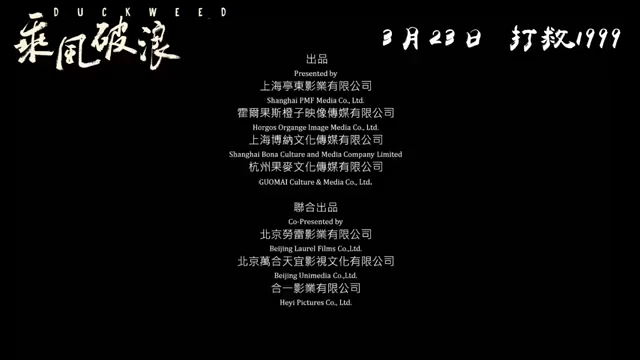 DUCKWEED
乘風破浪
3月23日 打救1999
出品
Presented by
上海亭東影業有限公司
Shanghai PMF Media Co., Ltd.
霍爾果斯橙子映像傳媒有限公司
Horgos Organge Image Media Co., Ltd.
上海博納文化傳媒有限公司
Shanghai Bona Culture and Media Company Limited
杭州果麥文化傳媒有限公司
GUOMAI Culture & Media Co., Ltd.
聯合出品
Co-Presented by
北京勞雷影業有限公司
Beijing Laurel Films Co.,Ltd.
北京萬合天宜影視文化有限公司
Beijing Unimedia Co.,Ltd.
合一影業有限公司
Heyi Pictures Co., Ltd.